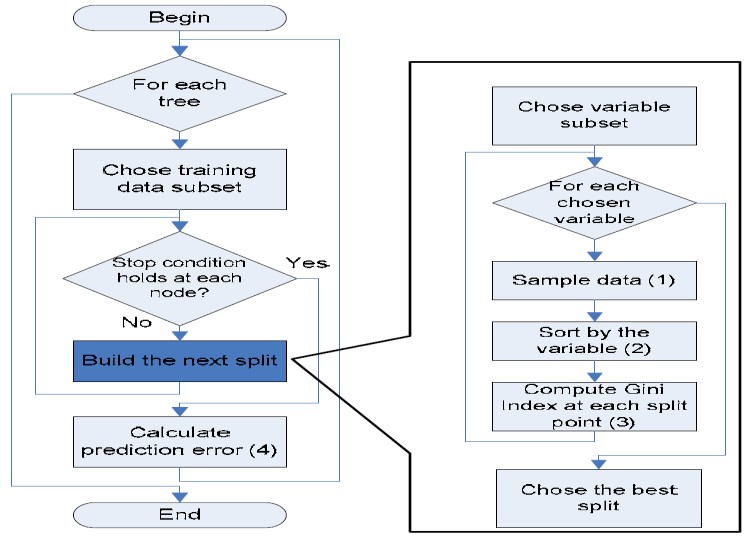 Begin
For each
tree
Chose training
data subset
Stop condition
holds at each
node?
Yes
No
Build the next split
Calculate
prediction error (4)
End
Chose variable
subset
For each
chosen
variable
Sample data (1)
Sort by the
variable (2)
Compute Gini
Index at each split
point (3)
Chose the best
split